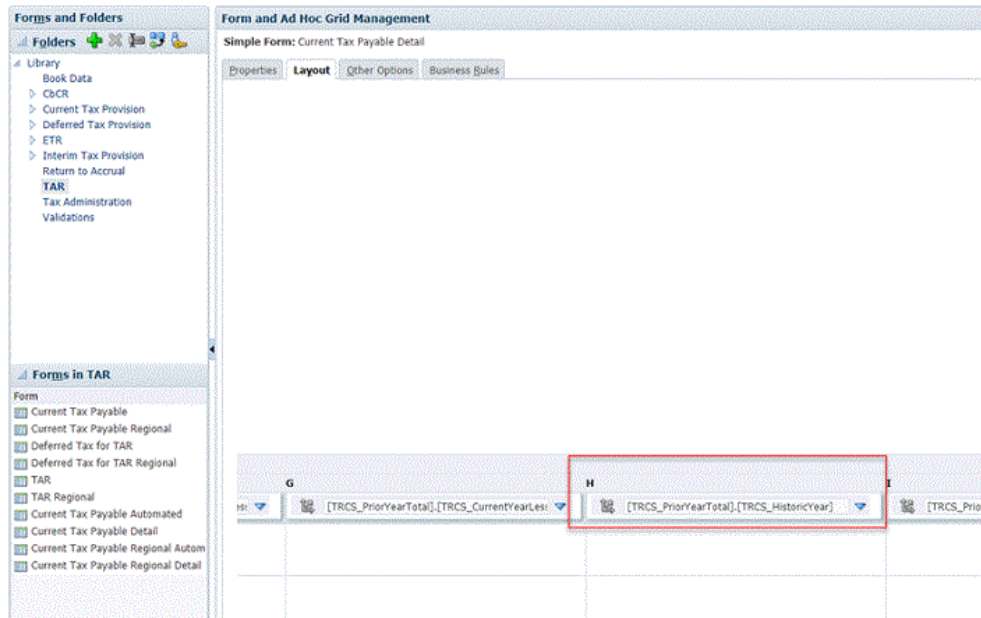 Forms and Folders
Folders
Library
Book Data
CbCR
Current Tax Provision
Deferred Tax Provision
ETR
Interim Tax Provision
Return to Accrual
TAR
Tax Administration
Validations
Forms in TAR
Form
Current Tax Payable
Current Tax Payable Regional
Deferred Tax for TAR
Deferred Tax for TAR Regional
TAR
TAR Regional
Current Tax Payable Automated
Current Tax Payable Detail
Current Tax Payable Regional Autom
Current Tax Payable Regional Detail
Form and Ad Hoc Grid Management
Simple Form: Current Tax Payable Detail
Properties Layout Other Options Business Rules
G H I
[TRCS_PriorYearTotal].[TRCS_CurrentYearLes [TRCS_PriorYearTotal].[TRCS_HistoricYear] [TRCS_Prio